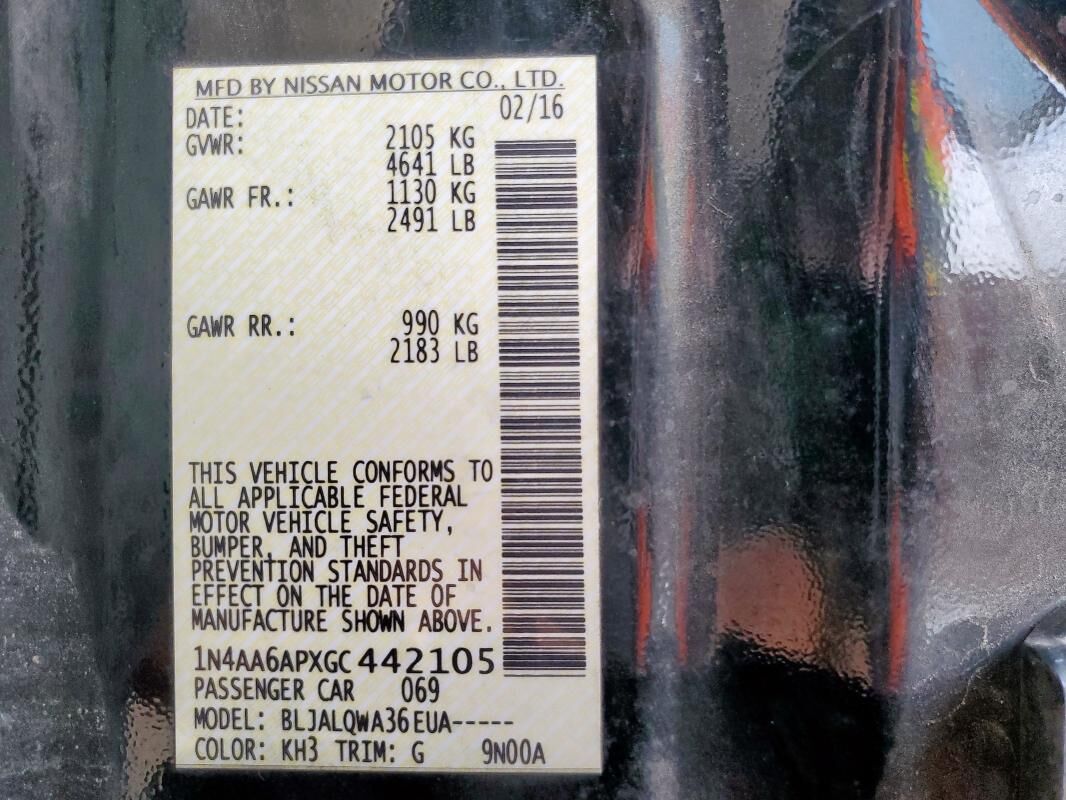 MFD BY NISSAN MOTOR CO., LTD.
DATE: 02/16
GVWR: 2105 KG
4641 LB
GAWR FR.: 1130 KG
2491 LB
GAWR RR.: 990 KG
2183 LB
THIS VEHICLE CONFORMS TO
ALL APPLICABLE FEDERAL
MOTOR VEHICLE SAFETY,
BUMPER, AND THEFT
PREVENTION STANDARDS IN
EFFECT ON THE DATE OF
MANUFACTURE SHOWN ABOVE.
1N4AA6APXGC442105
PASSENGER CAR 069
MODEL: BLJALQWA36EUA-----
COLOR: KH3 TRIM: G 9N00A